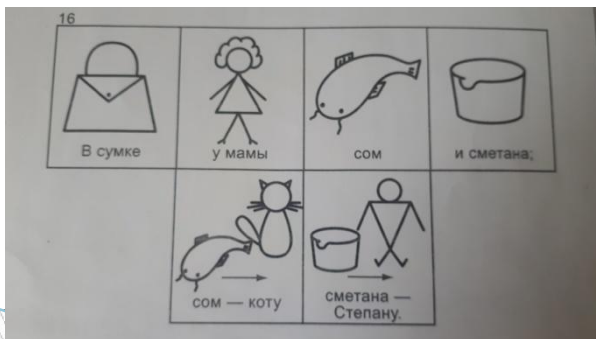 16
В сумке
у мамы
сом
и сметана;
сом — коту
сметана —
Степану.